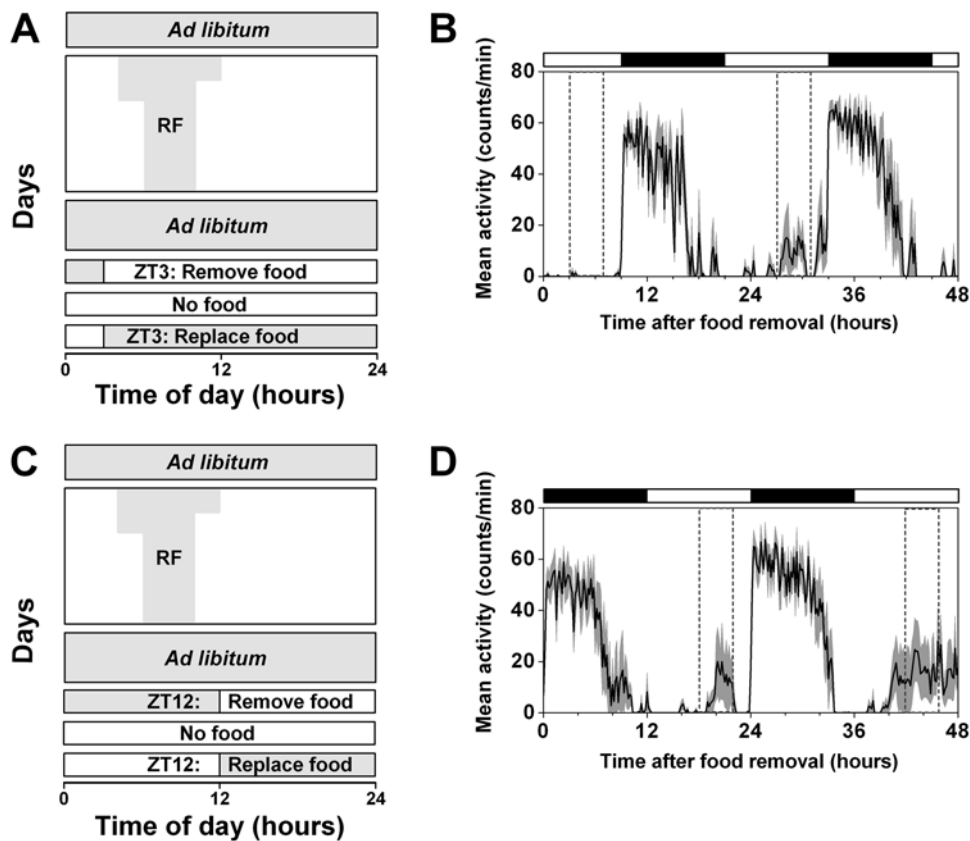 A
Ad libitum
RF
Days
Ad libitum
ZT3: Remove food
No food
ZT3: Replace food
0 12 24
Time of day (hours)
B
Mean activity (counts/min)
80
60
40
20
0
0 12 24 36 48
Time after food removal (hours)
C
Ad libitum
RF
Days
Ad libitum
ZT12: Remove food
No food
ZT12: Replace food
0 12 24
Time of day (hours)
D
Mean activity (counts/min)
80
60
40
20
0
0 12 24 36 48
Time after food removal (hours)